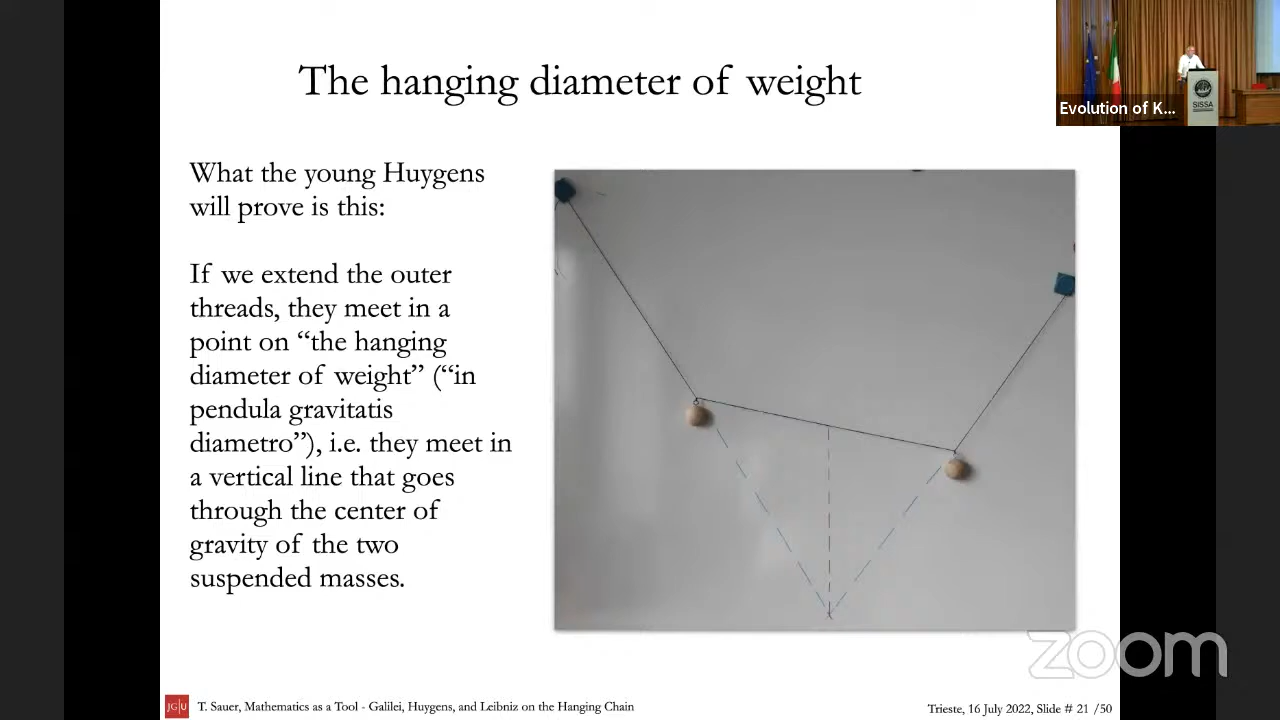 The hanging diameter of weight
Evolution of K...
SISSA
What the young Huygens
will prove is this:
If we extend the outer
threads, they meet in a
point on “the hanging
diameter of weight” (“in
pendula gravitatis
diametro”), i.e. they meet in
a vertical line that goes
through the center of
gravity of the two
suspended masses.
zoom
JG|U
T. Sauer, Mathematics as a Tool - Galilei, Huygens, and Leibniz on the Hanging Chain
Trieste, 16 July 2022, Slide # 21 /50